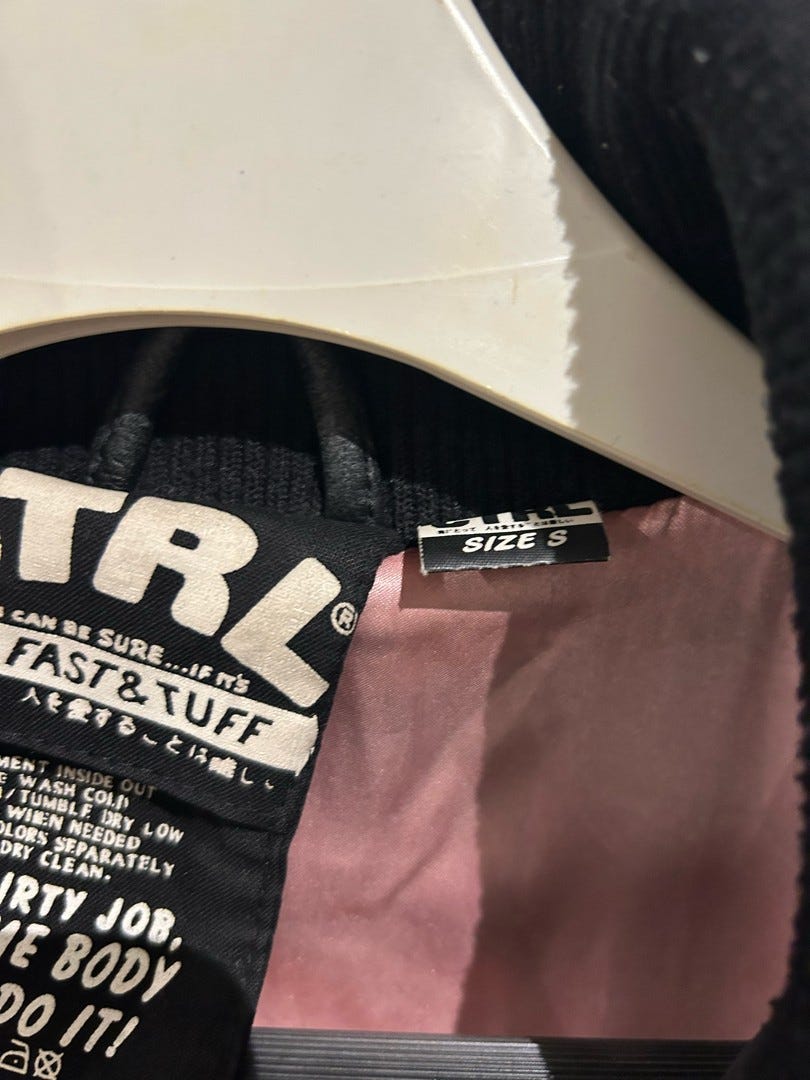 TRL®
CAN BE SURE...IF IT'S
FAST & TUFF
人を愛することは難しい
MENT INSIDE OUT
WASH COLD
/ TUMBLE DRY LOW
WHEN NEEDED
OLORS SEPARATELY
DRY CLEAN.
IRTY JOB,
ME BODY
DO IT!
STRL
SIZE S